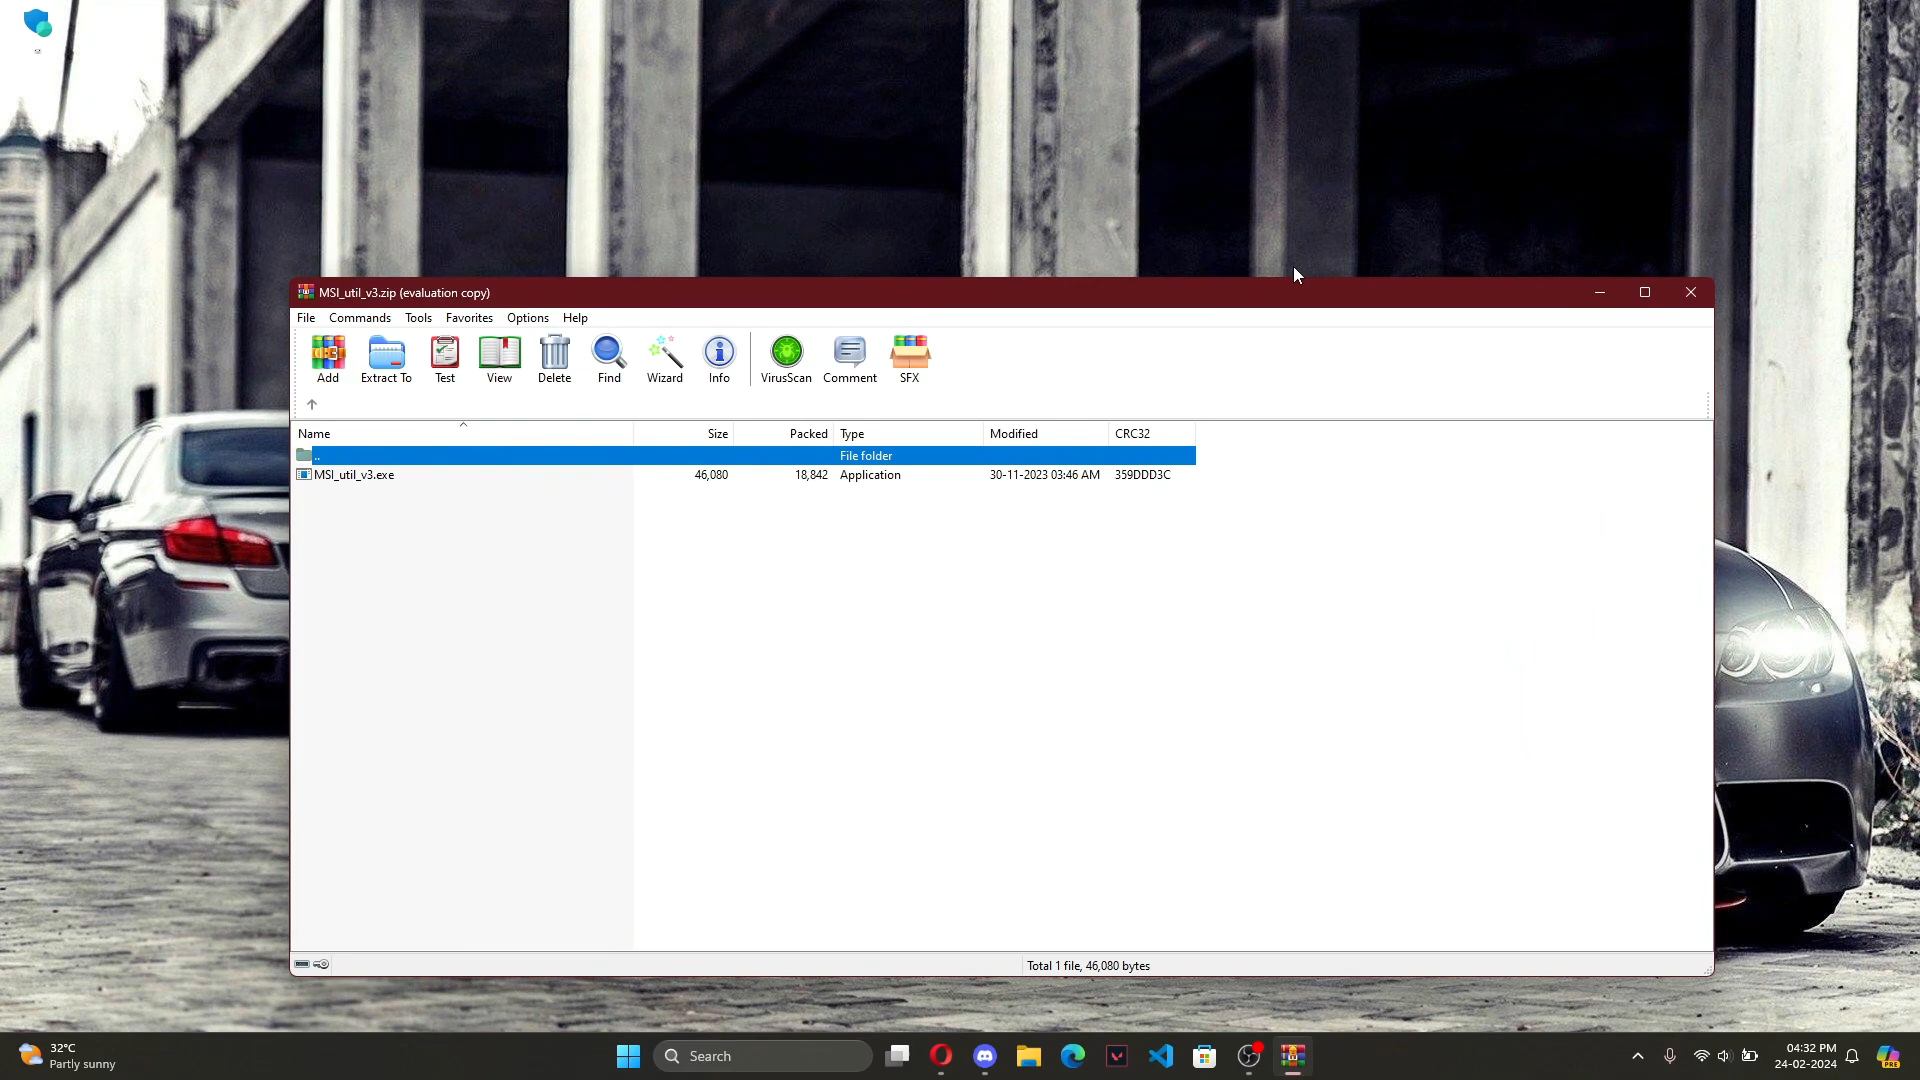 MSI_util_v3.zip (evaluation copy)
File Commands Tools Favorites Options Help
Add Extract To Test View Delete Find Wizard Info VirusScan Comment SFX
Name Size Packed Type Modified CRC32
.. File folder
MSI_util_v3.exe 46,080 18,842 Application 30-11-2023 03:46 AM 359DDD3C
Total 1 file, 46,080 bytes
32°C
Partly sunny
Search
04:32 PM
24-02-2024
PRE